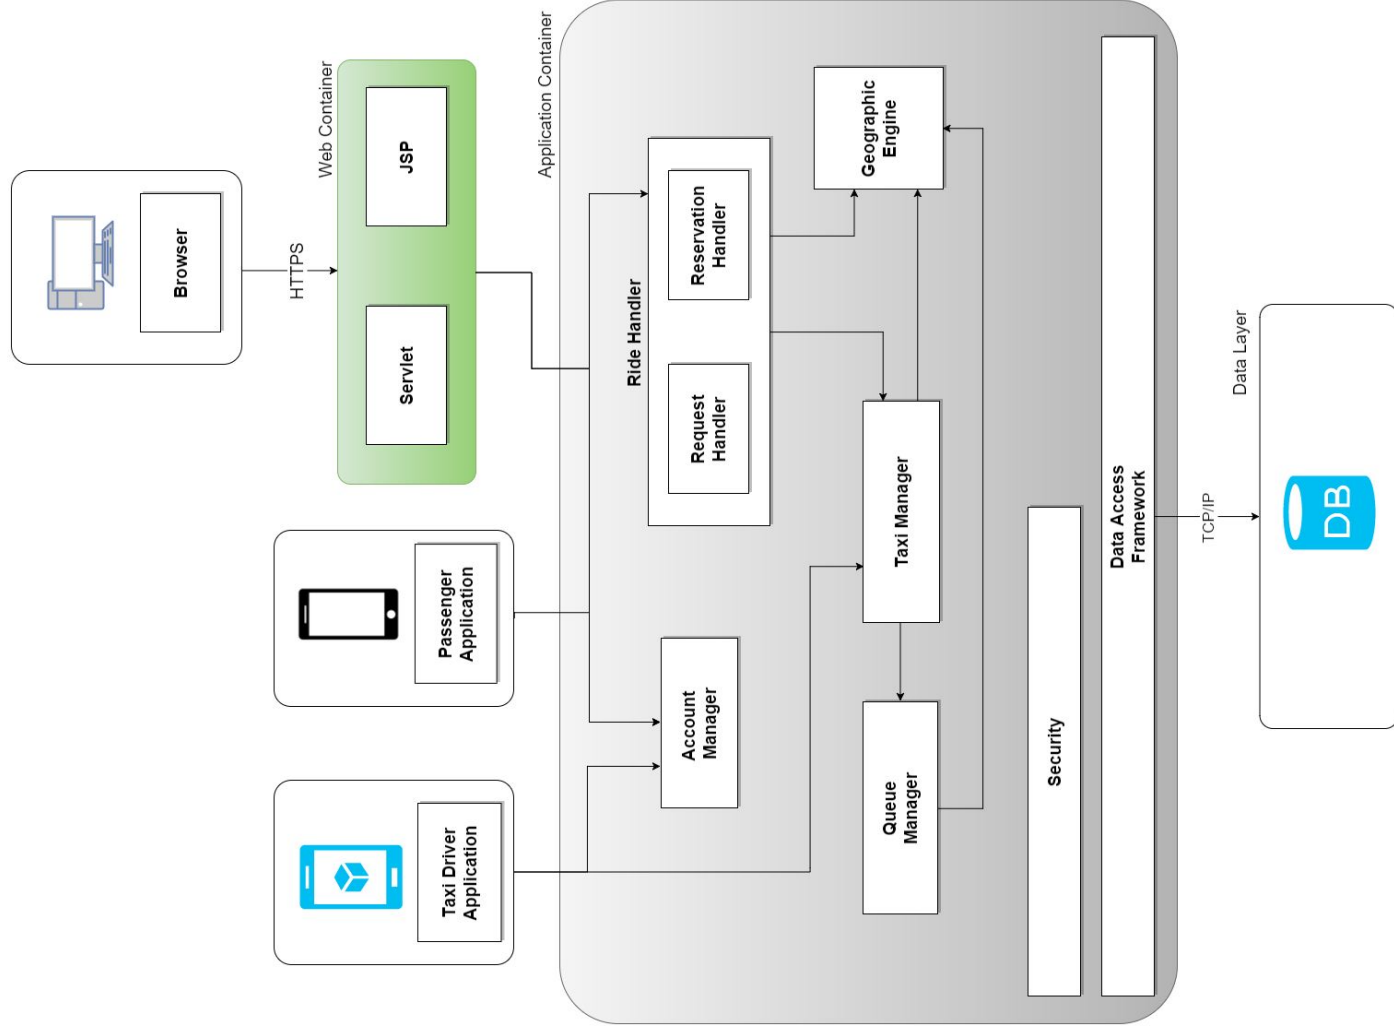 Taxi Driver
Application
Passenger
Application
Browser
HTTPS
Web Container
Servlet
JSP
Application Container
Account
Manager
Ride Handler
Request
Handler
Reservation
Handler
Queue
Manager
Taxi Manager
Geographic
Engine
Security
Data Access
Framework
TCP/IP
Data Layer
DB